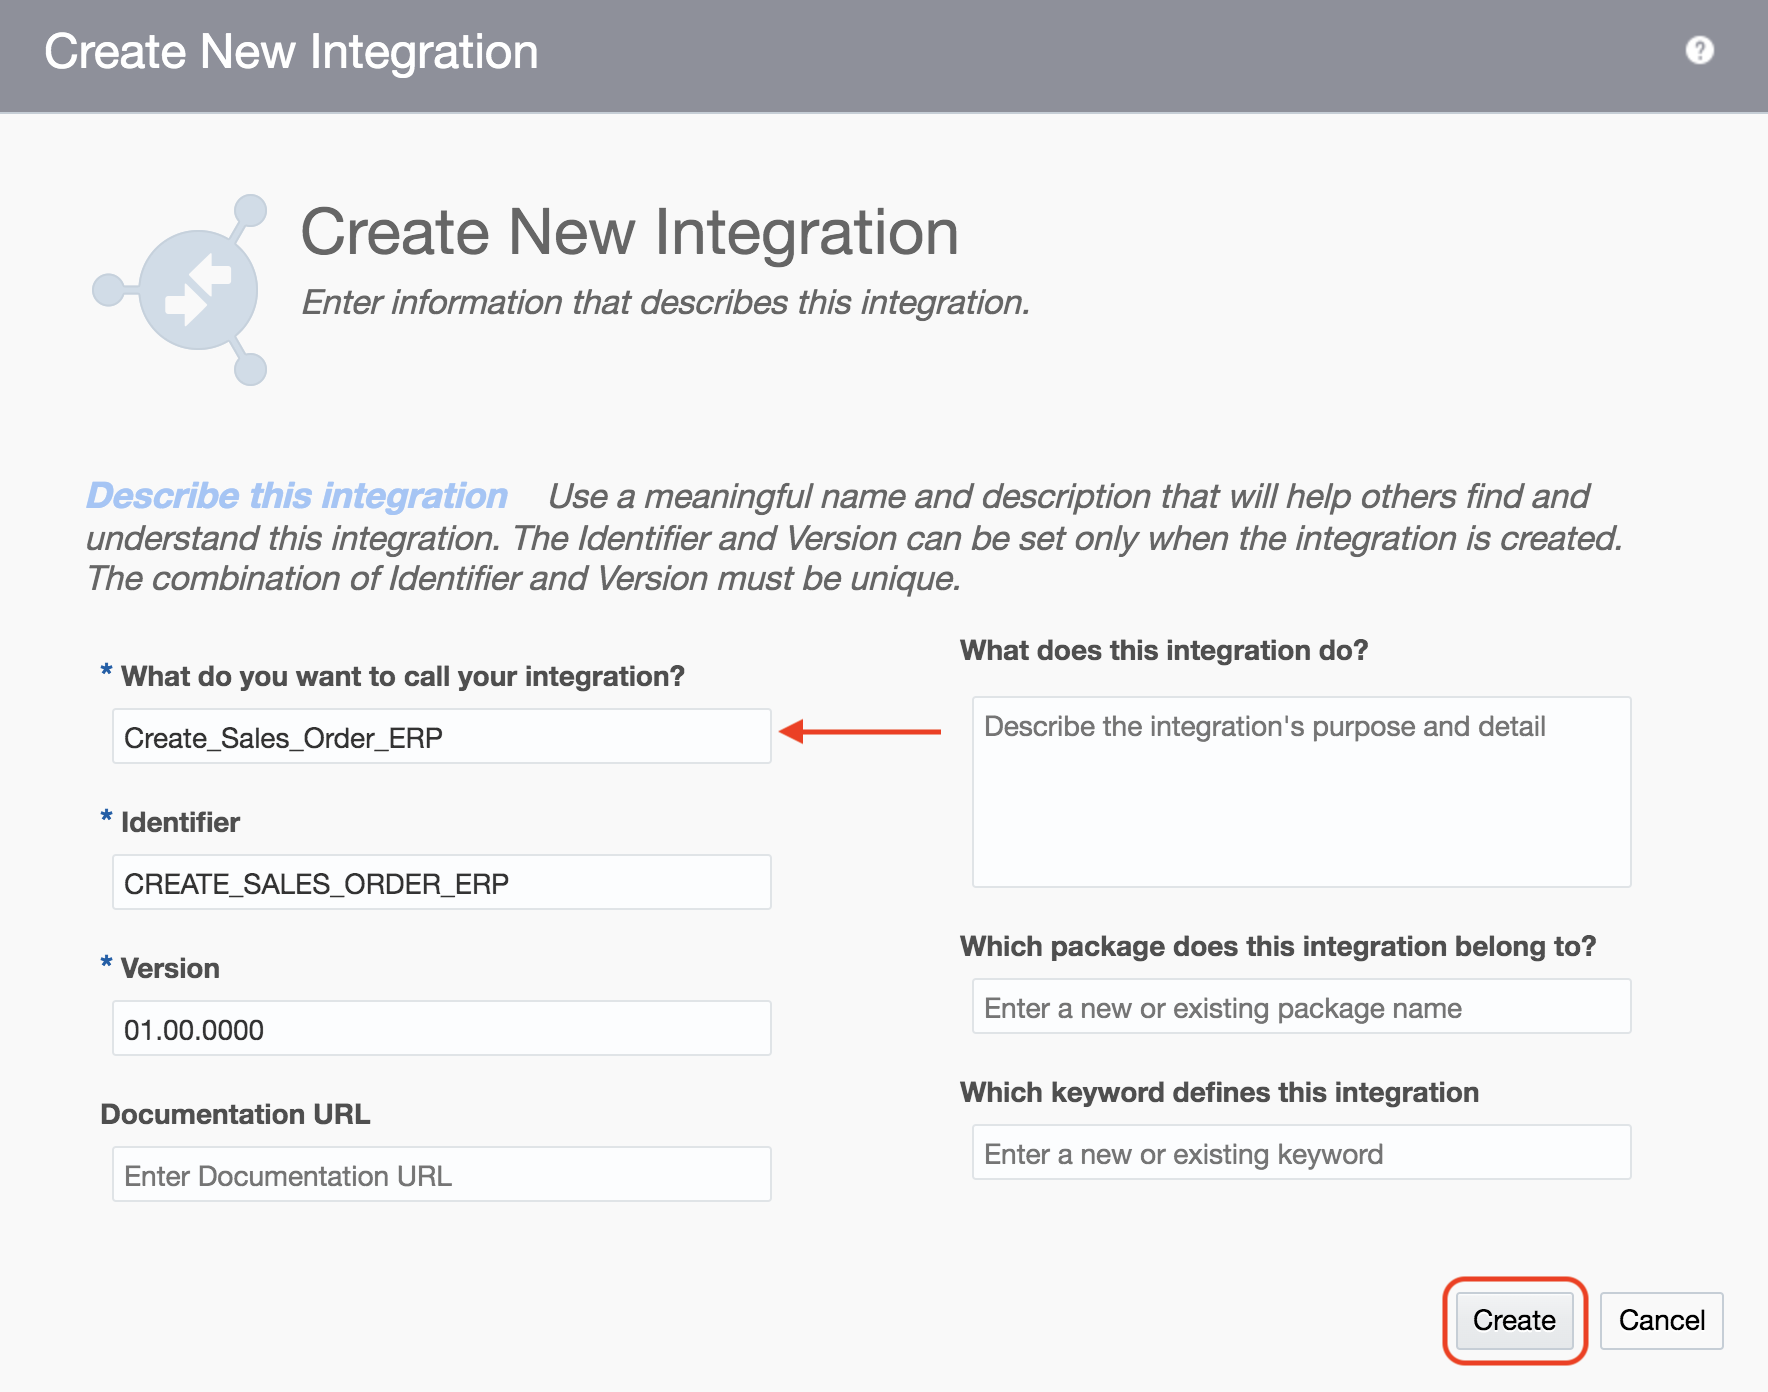 Create New Integration
?
Create New Integration
Enter information that describes this integration.
Describe this integration Use a meaningful name and description that will help others find and
understand this integration. The Identifier and Version can be set only when the integration is created.
The combination of Identifier and Version must be unique.
* What do you want to call your integration?
Create_Sales_Order_ERP
* Identifier
CREATE_SALES_ORDER_ERP
* Version
01.00.0000
Documentation URL
Enter Documentation URL
What does this integration do?
Describe the integration's purpose and detail
Which package does this integration belong to?
Enter a new or existing package name
Which keyword defines this integration
Enter a new or existing keyword
Create
Cancel